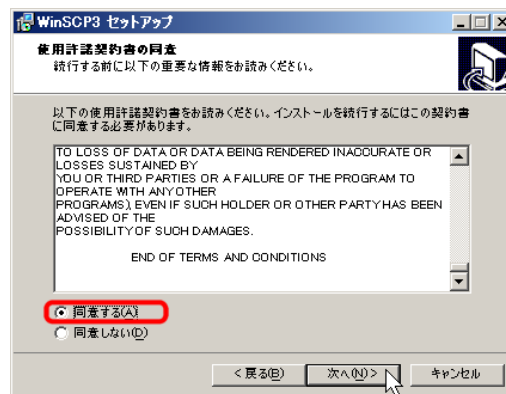 WinSCP3 セットアップ
使用許諾契約書の同意
続行する前に以下の重要な情報をお読みください。
以下の使用許諾契約書をお読みください。インストールを続行するにはこの契約書
に同意する必要があります。
TO LOSS OF DATA OR DATA BEING RENDERED INACCURATE OR
LOSSES SUSTAINED BY
YOU OR THIRD PARTIES OR A FAILURE OF THE PROGRAM TO
OPERATE WITH ANY OTHER
PROGRAMS), EVEN IF SUCH HOLDER OR OTHER PARTY HAS BEEN
ADVISED OF THE
POSSIBILITY OF SUCH DAMAGES.
END OF TERMS AND CONDITIONS
同意する(A)
同意しない(D)
< 戻る(B)
次へ(N) >
キャンセル